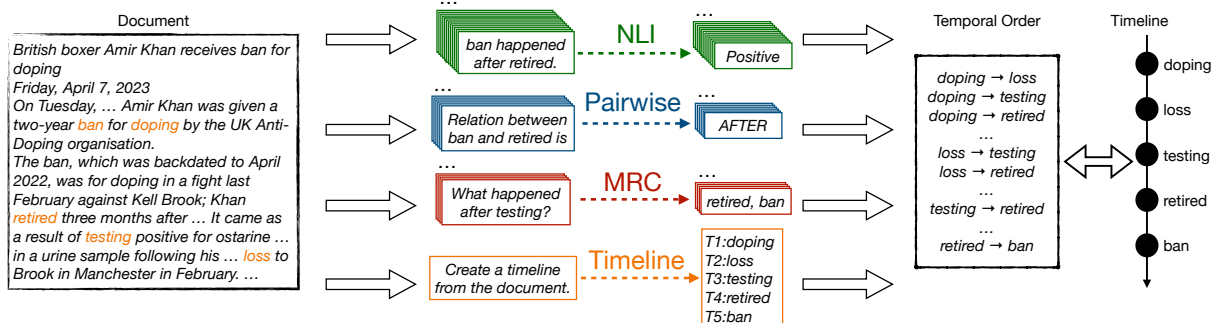 Document
British boxer Amir Khan receives ban for
doping
Friday, April 7, 2023
On Tuesday, … Amir Khan was given a
two-year ban for doping by the UK Anti-
Doping organisation.
The ban, which was backdated to April
2022, was for doping in a fight last
February against Kell Brook; Khan
retired three months after … It came as
a result of testing positive for ostarine …
in a urine sample following his … loss to
Brook in Manchester in February. …
…
ban happened
after retired.
NLI
…
Positive
…
Relation between
ban and retired is
Pairwise
…
AFTER
…
What happened
after testing?
MRC
…
retired, ban
Create a timeline
from the document.
Timeline
T1:doping
T2:loss
T3:testing
T4:retired
T5:ban
Temporal Order
doping → loss
doping → testing
doping → retired
…
loss → testing
loss → retired
…
testing → retired
…
retired → ban
Timeline
doping
loss
testing
retired
ban